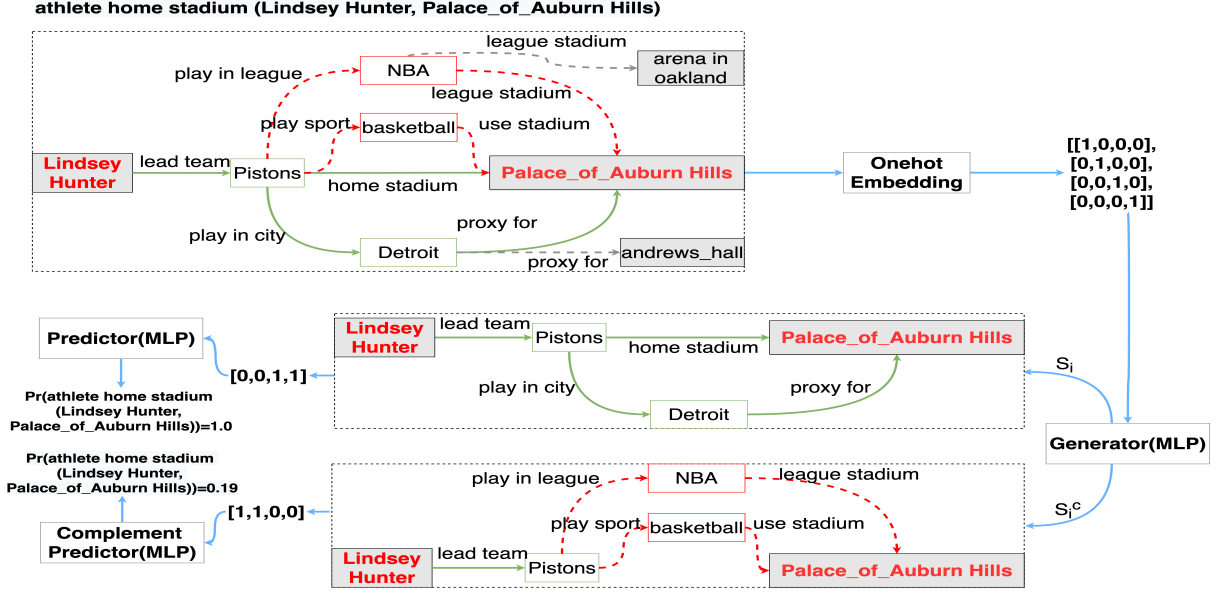 athlete home stadium (Lindsey Hunter, Palace_of_Auburn Hills)
league stadium
arena in
oakland
NBA
play in league
league stadium
play sport
basketball
use stadium
Lindsey
Hunter
lead team
Pistons
home stadium
Palace_of_Auburn Hills
play in city
proxy for
Detroit
proxy for
andrews_hall
Onehot
Embedding
[[1,0,0,0],
[0,1,0,0],
[0,0,1,0],
[0,0,0,1]]
Predictor(MLP)
[0,0,1,1]
Pr(athlete home stadium
(Lindsey Hunter,
Palace_of_Auburn Hills))=1.0
Lindsey
Hunter
lead team
Pistons
home stadium
Palace_of_Auburn Hills
play in city
proxy for
Detroit
Si
Generator(MLP)
Sic
Pr(athlete home stadium
(Lindsey Hunter,
Palace_of_Auburn Hills))=0.19
[1,1,0,0]
Complement
Predictor(MLP)
play in league
NBA
league stadium
play sport
basketball
use stadium
Lindsey
Hunter
lead team
Pistons
Palace_of_Auburn Hills